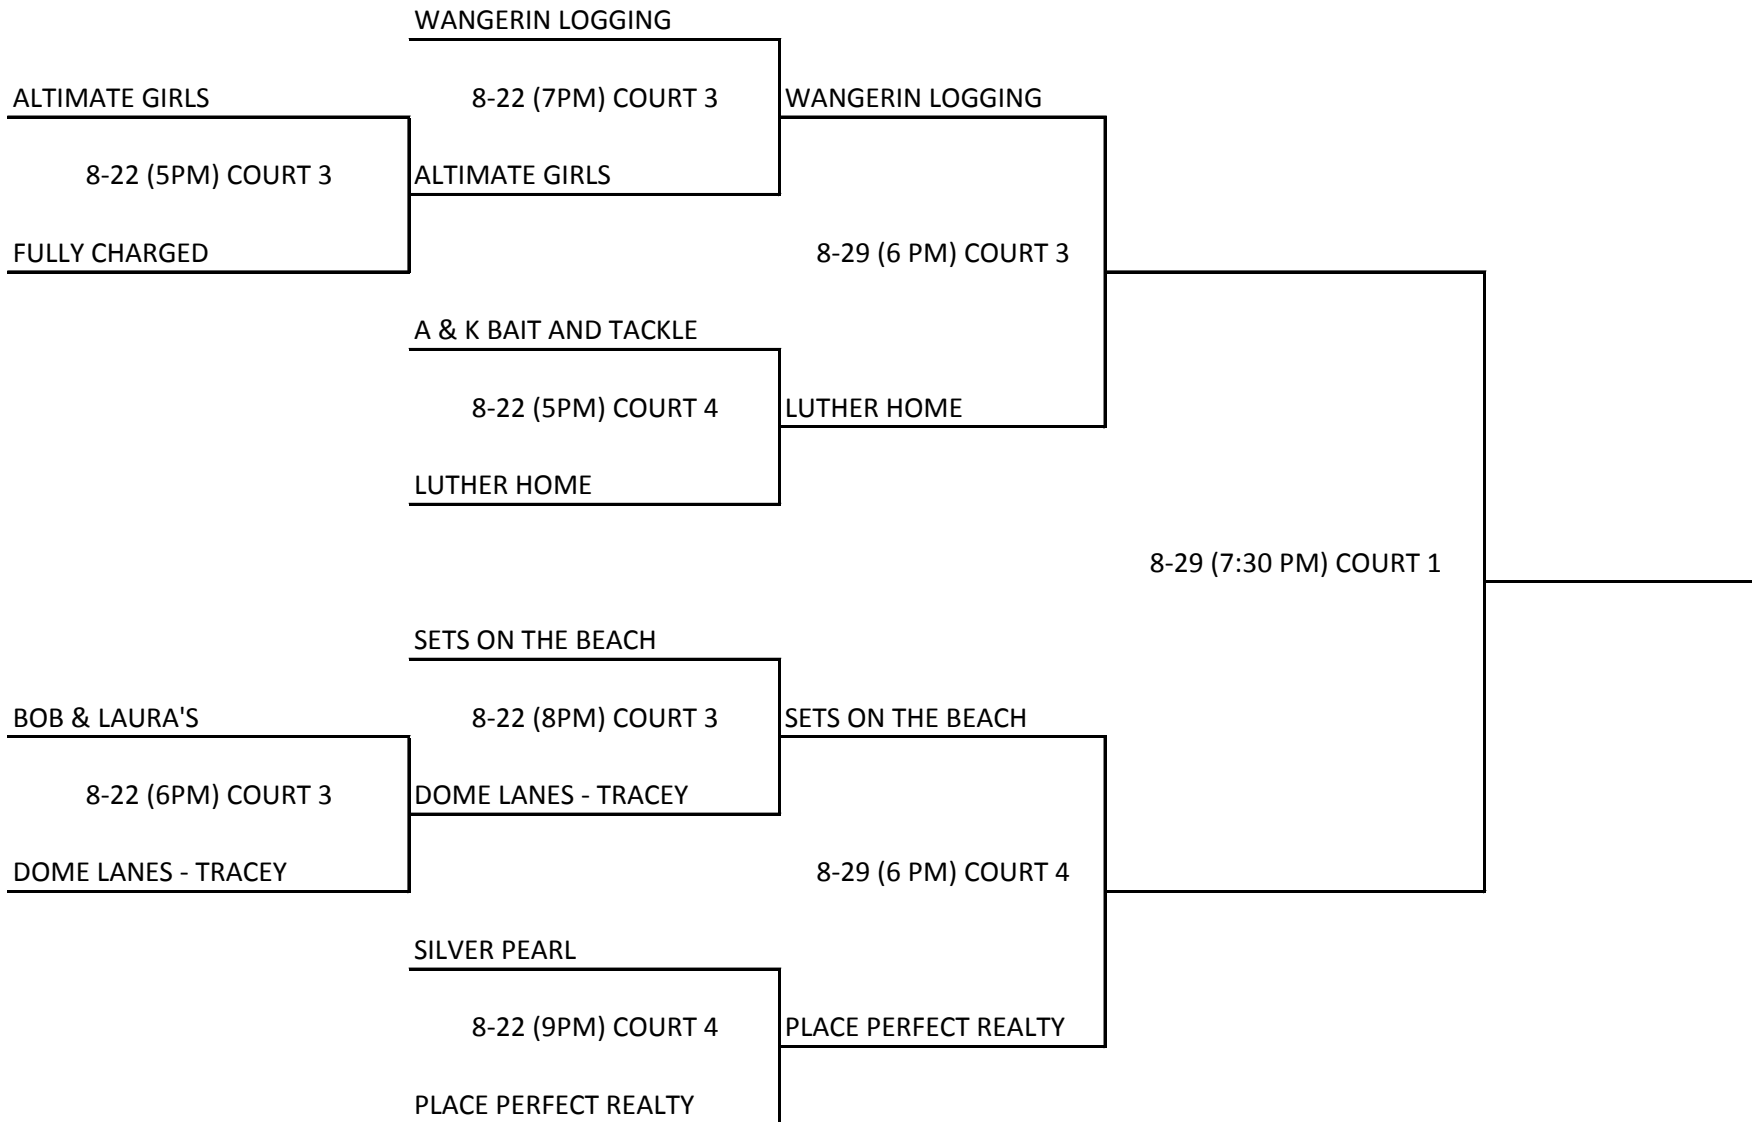 WANGERIN LOGGING
ALTIMATE GIRLS
8-22 (7PM) COURT 3
WANGERIN LOGGING
8-22 (5PM) COURT 3
ALTIMATE GIRLS
FULLY CHARGED
8-29 (6 PM) COURT 3
A & K BAIT AND TACKLE
8-22 (5PM) COURT 4
LUTHER HOME
LUTHER HOME
8-29 (7:30 PM) COURT 1
SETS ON THE BEACH
BOB & LAURA'S
8-22 (8PM) COURT 3
SETS ON THE BEACH
8-22 (6PM) COURT 3
DOME LANES - TRACEY
DOME LANES - TRACEY
8-29 (6 PM) COURT 4
SILVER PEARL
8-22 (9PM) COURT 4
PLACE PERFECT REALTY
PLACE PERFECT REALTY